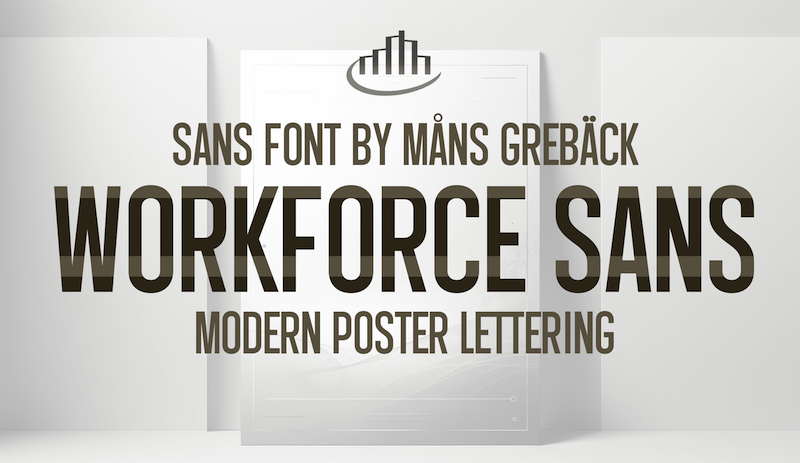 SANS FONT BY MÅNS GREBÄCK
WORKFORCE SANS
MODERN POSTER LETTERING